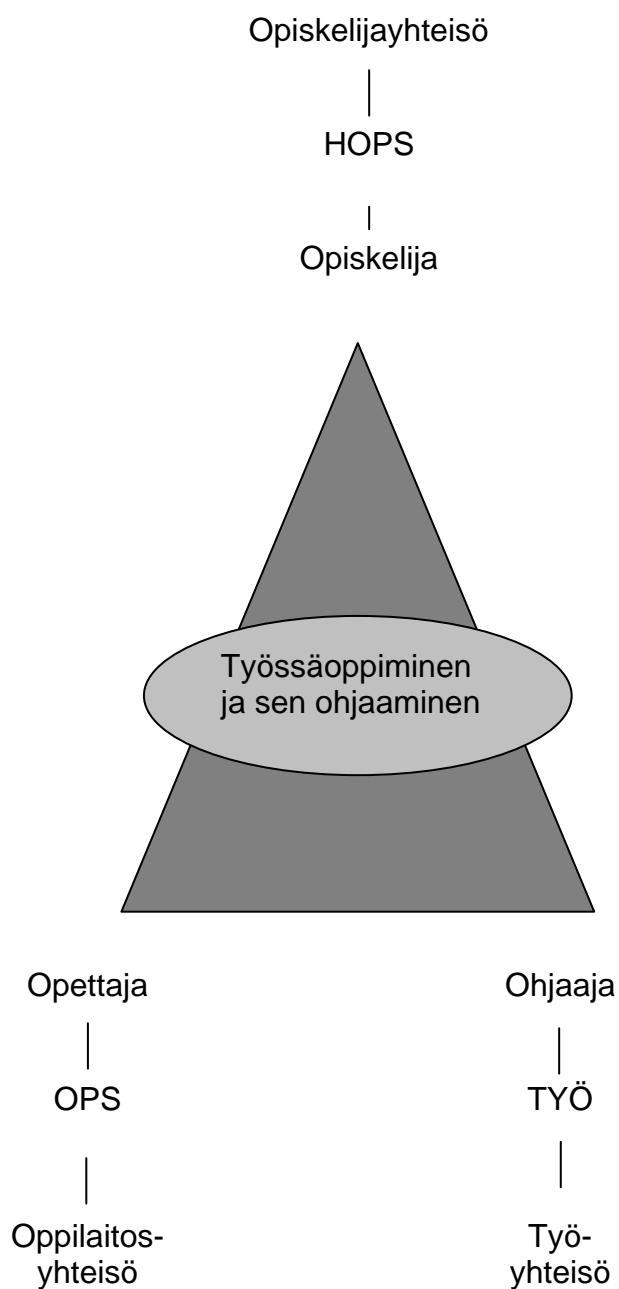 Opiskelijayhteisö
HOPS
Opiskelija
Työssäoppiminen
ja sen ohjaaminen
Opettaja
Ohjaaja
OPS
TYÖ
Oppilaitos-
yhteisö
Työ-
yhteisö